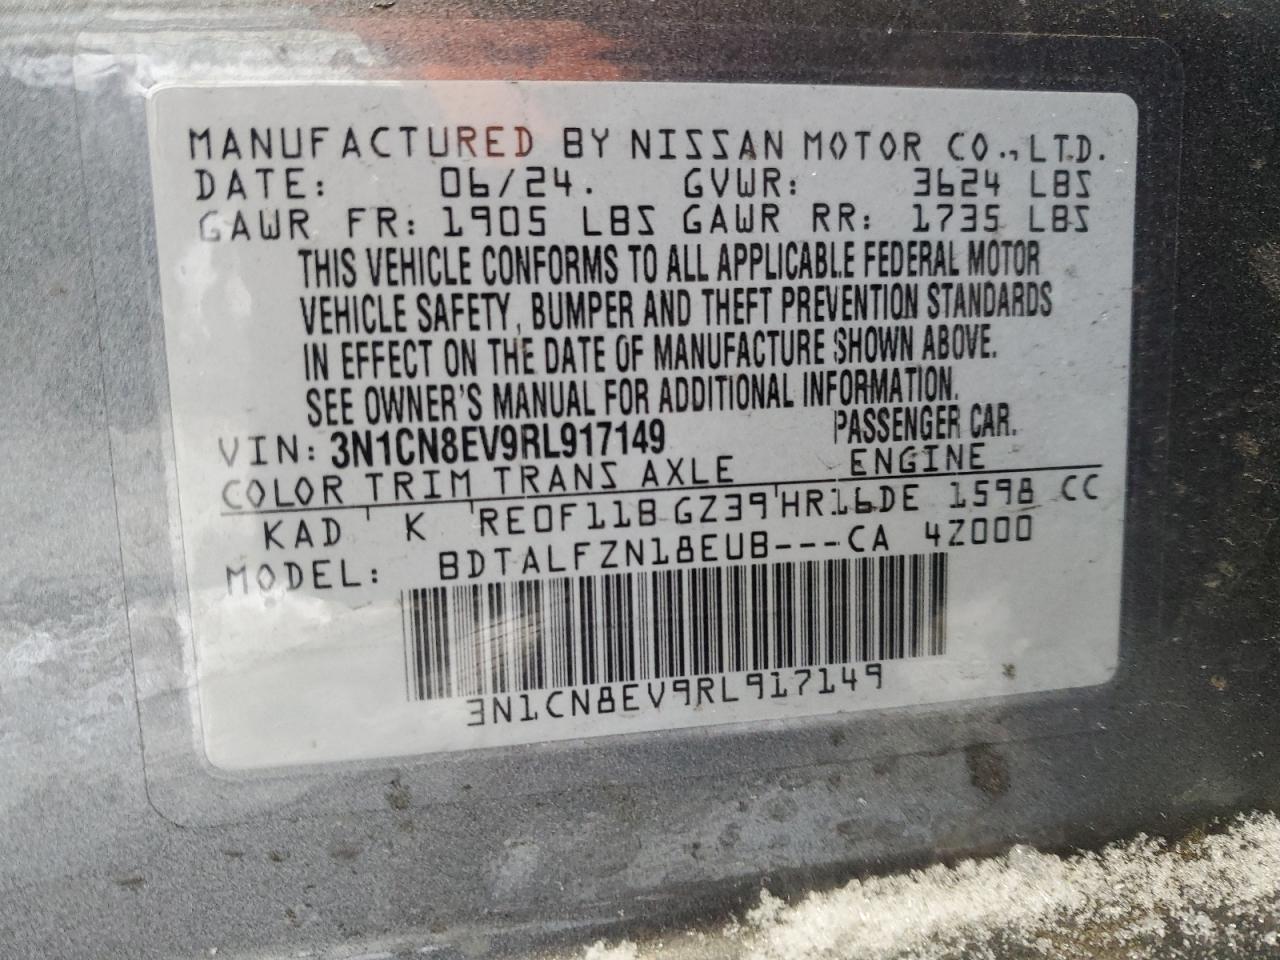 MANUFACTURED BY NISSAN MOTOR CO., LTD.
DATE: 06/24. GVWR: 3624 LBS
GAWR FR: 1905 LBS GAWR RR: 1735 LBS
THIS VEHICLE CONFORMS TO ALL APPLICABLE FEDERAL MOTOR
VEHICLE SAFETY, BUMPER AND THEFT PREVENTION STANDARDS
IN EFFECT ON THE DATE OF MANUFACTURE SHOWN ABOVE.
SEE OWNER'S MANUAL FOR ADDITIONAL INFORMATION.
VIN: 3N1CN8EV9RL917149 PASSENGER CAR.
COLOR TRIM TRANS AXLE ENGINE
KAD K RE0F11B GZ39 HR16DE 1598 CC
MODEL: BDTALFZN18EUB---CA 4Z000
3N1CN8EV9RL917149